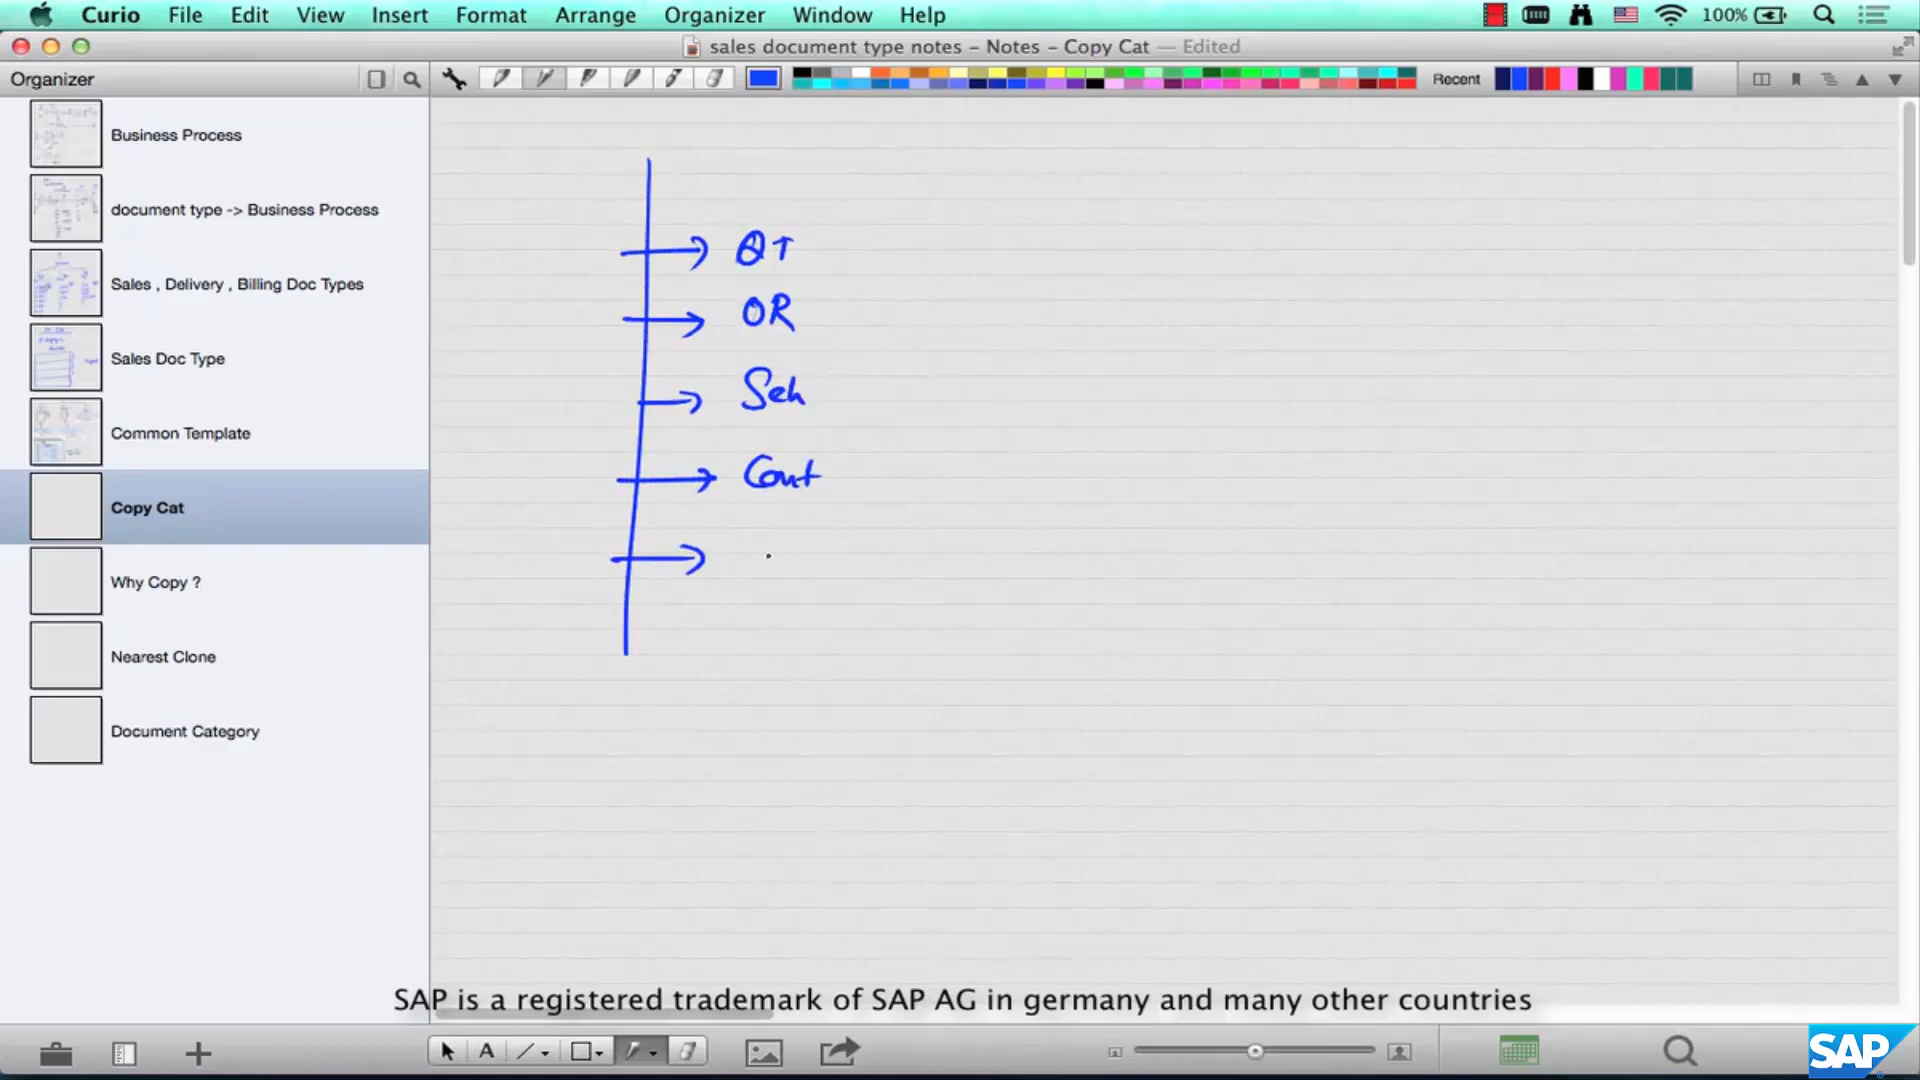 Curio File Edit View Insert Format Arrange Organizer Window Help 100%
sales document type notes – Notes – Copy Cat — Edited
Organizer
Recent
Business Process
document type -> Business Process
Sales , Delivery , Billing Doc Types
Sales Doc Type
Common Template
Copy Cat
Why Copy ?
Nearest Clone
Document Category
QT
OR
Sch
Cont
SAP is a registered trademark of SAP AG in germany and many other countries
A
SAP